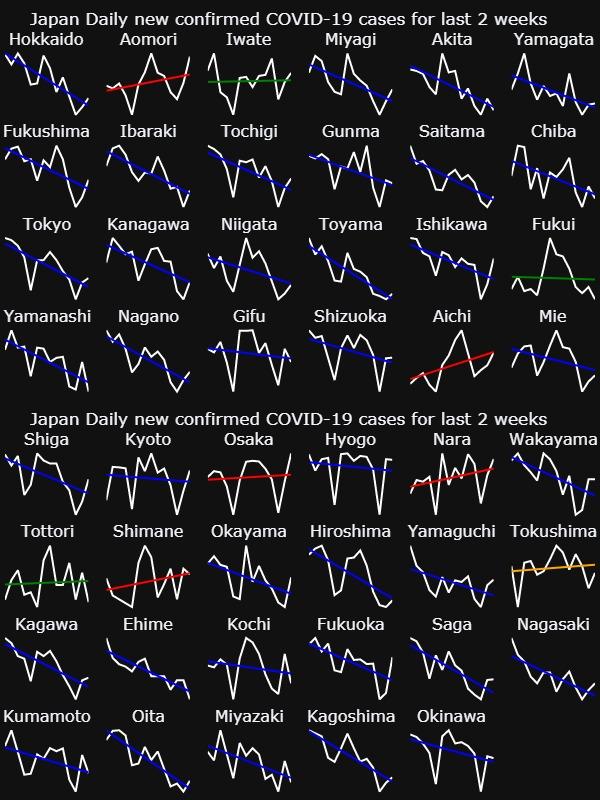 Japan Daily new confirmed COVID-19 cases for last 2 weeks
Hokkaido Aomori Iwate Miyagi Akita Yamagata
Fukushima Ibaraki Tochigi Gunma Saitama Chiba
Tokyo Kanagawa Niigata Toyama Ishikawa Fukui
Yamanashi Nagano Gifu Shizuoka Aichi Mie
Japan Daily new confirmed COVID-19 cases for last 2 weeks
Shiga Kyoto Osaka Hyogo Nara Wakayama
Tottori Shimane Okayama Hiroshima Yamaguchi Tokushima
Kagawa Ehime Kochi Fukuoka Saga Nagasaki
Kumamoto Oita Miyazaki Kagoshima Okinawa